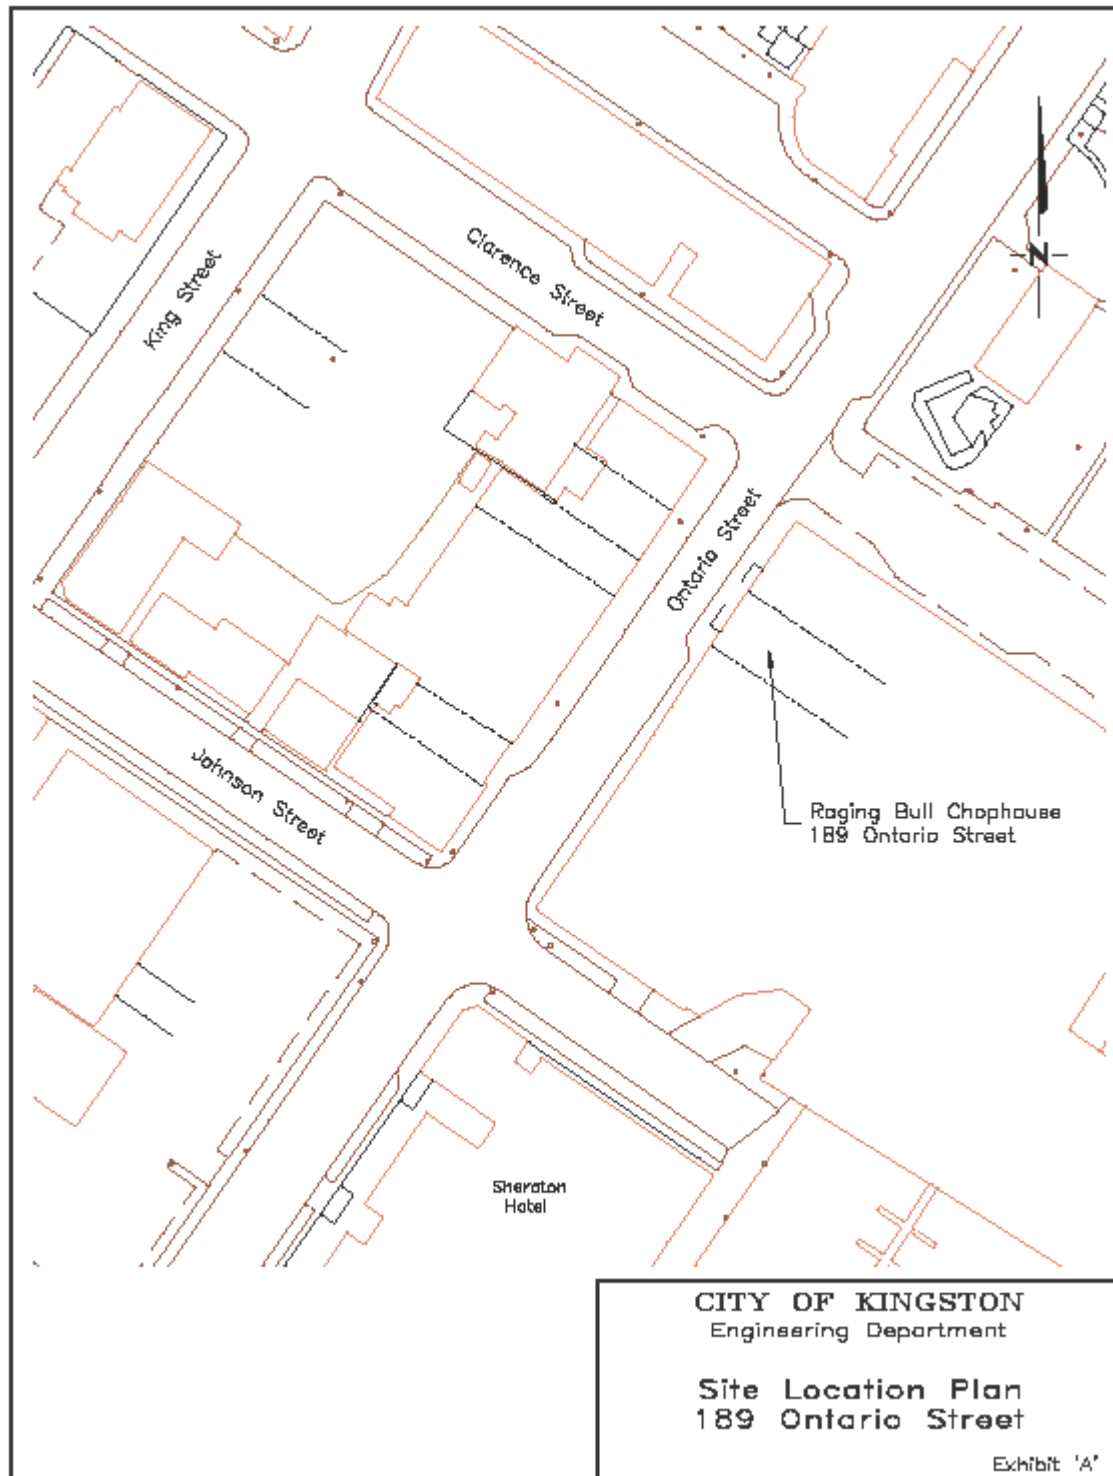 Clarence Street
King Street
N
Ontario Street
Johnson Street
Raging Bull Chophouse
189 Ontario Street
Sheraton
Hotel
CITY OF KINGSTON
Engineering Department
Site Location Plan
189 Ontario Street
Exhibit 'A'